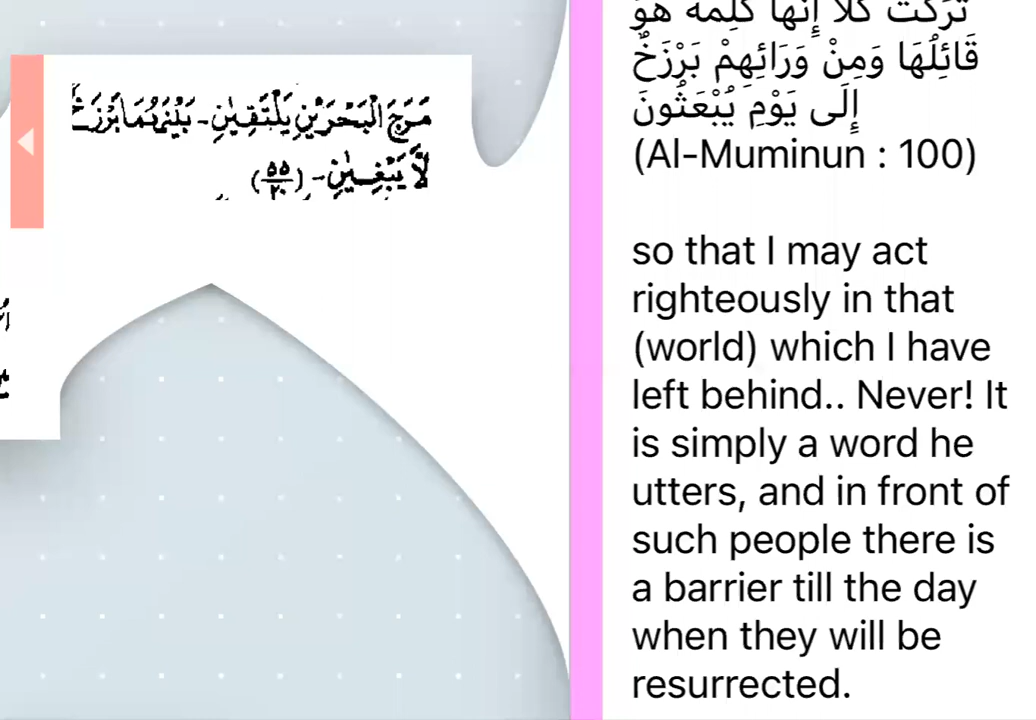 مَرَجَ الْبَحْرَيْنِ يَلْتَقِيٰنِ ـ بَيْنَهُمَا بَرْزَخٌ
لَّا يَبْغِيٰنِ ـ (٥٥/٢٠)
تَرَكْتُ كَلَّا إِنَّهَا كَلِمَةٌ هُوَ
قَائِلُهَا وَمِنْ وَرَائِهِمْ بَرْزَخٌ
إِلَى يَوْمِ يُبْعَثُونَ
(Al-Muminun : 100)
so that I may act
righteously in that
(world) which I have
left behind.. Never! It
is simply a word he
utters, and in front of
such people there is
a barrier till the day
when they will be
resurrected.